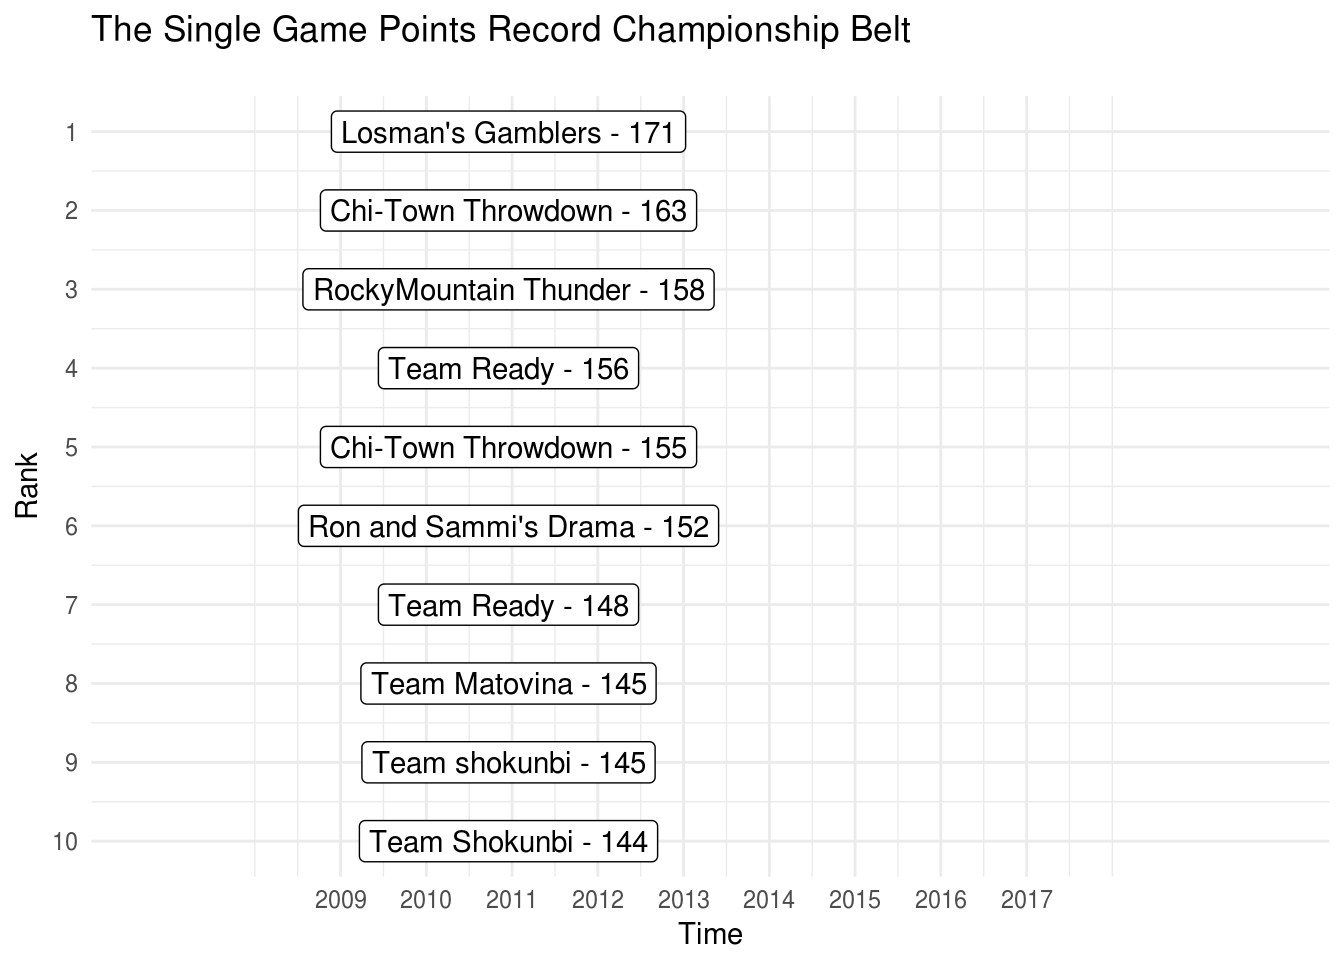 The Single Game Points Record Championship Belt
1
Losman's Gamblers - 171
2
Chi-Town Throwdown - 163
3
RockyMountain Thunder - 158
4
Team Ready - 156
5
Chi-Town Throwdown - 155
Rank
6
Ron and Sammi's Drama - 152
7
Team Ready - 148
8
Team Matovina - 145
9
Team shokunbi - 145
10
Team Shokunbi - 144
2009 2010 2011 2012 2013 2014 2015 2016 2017
Time